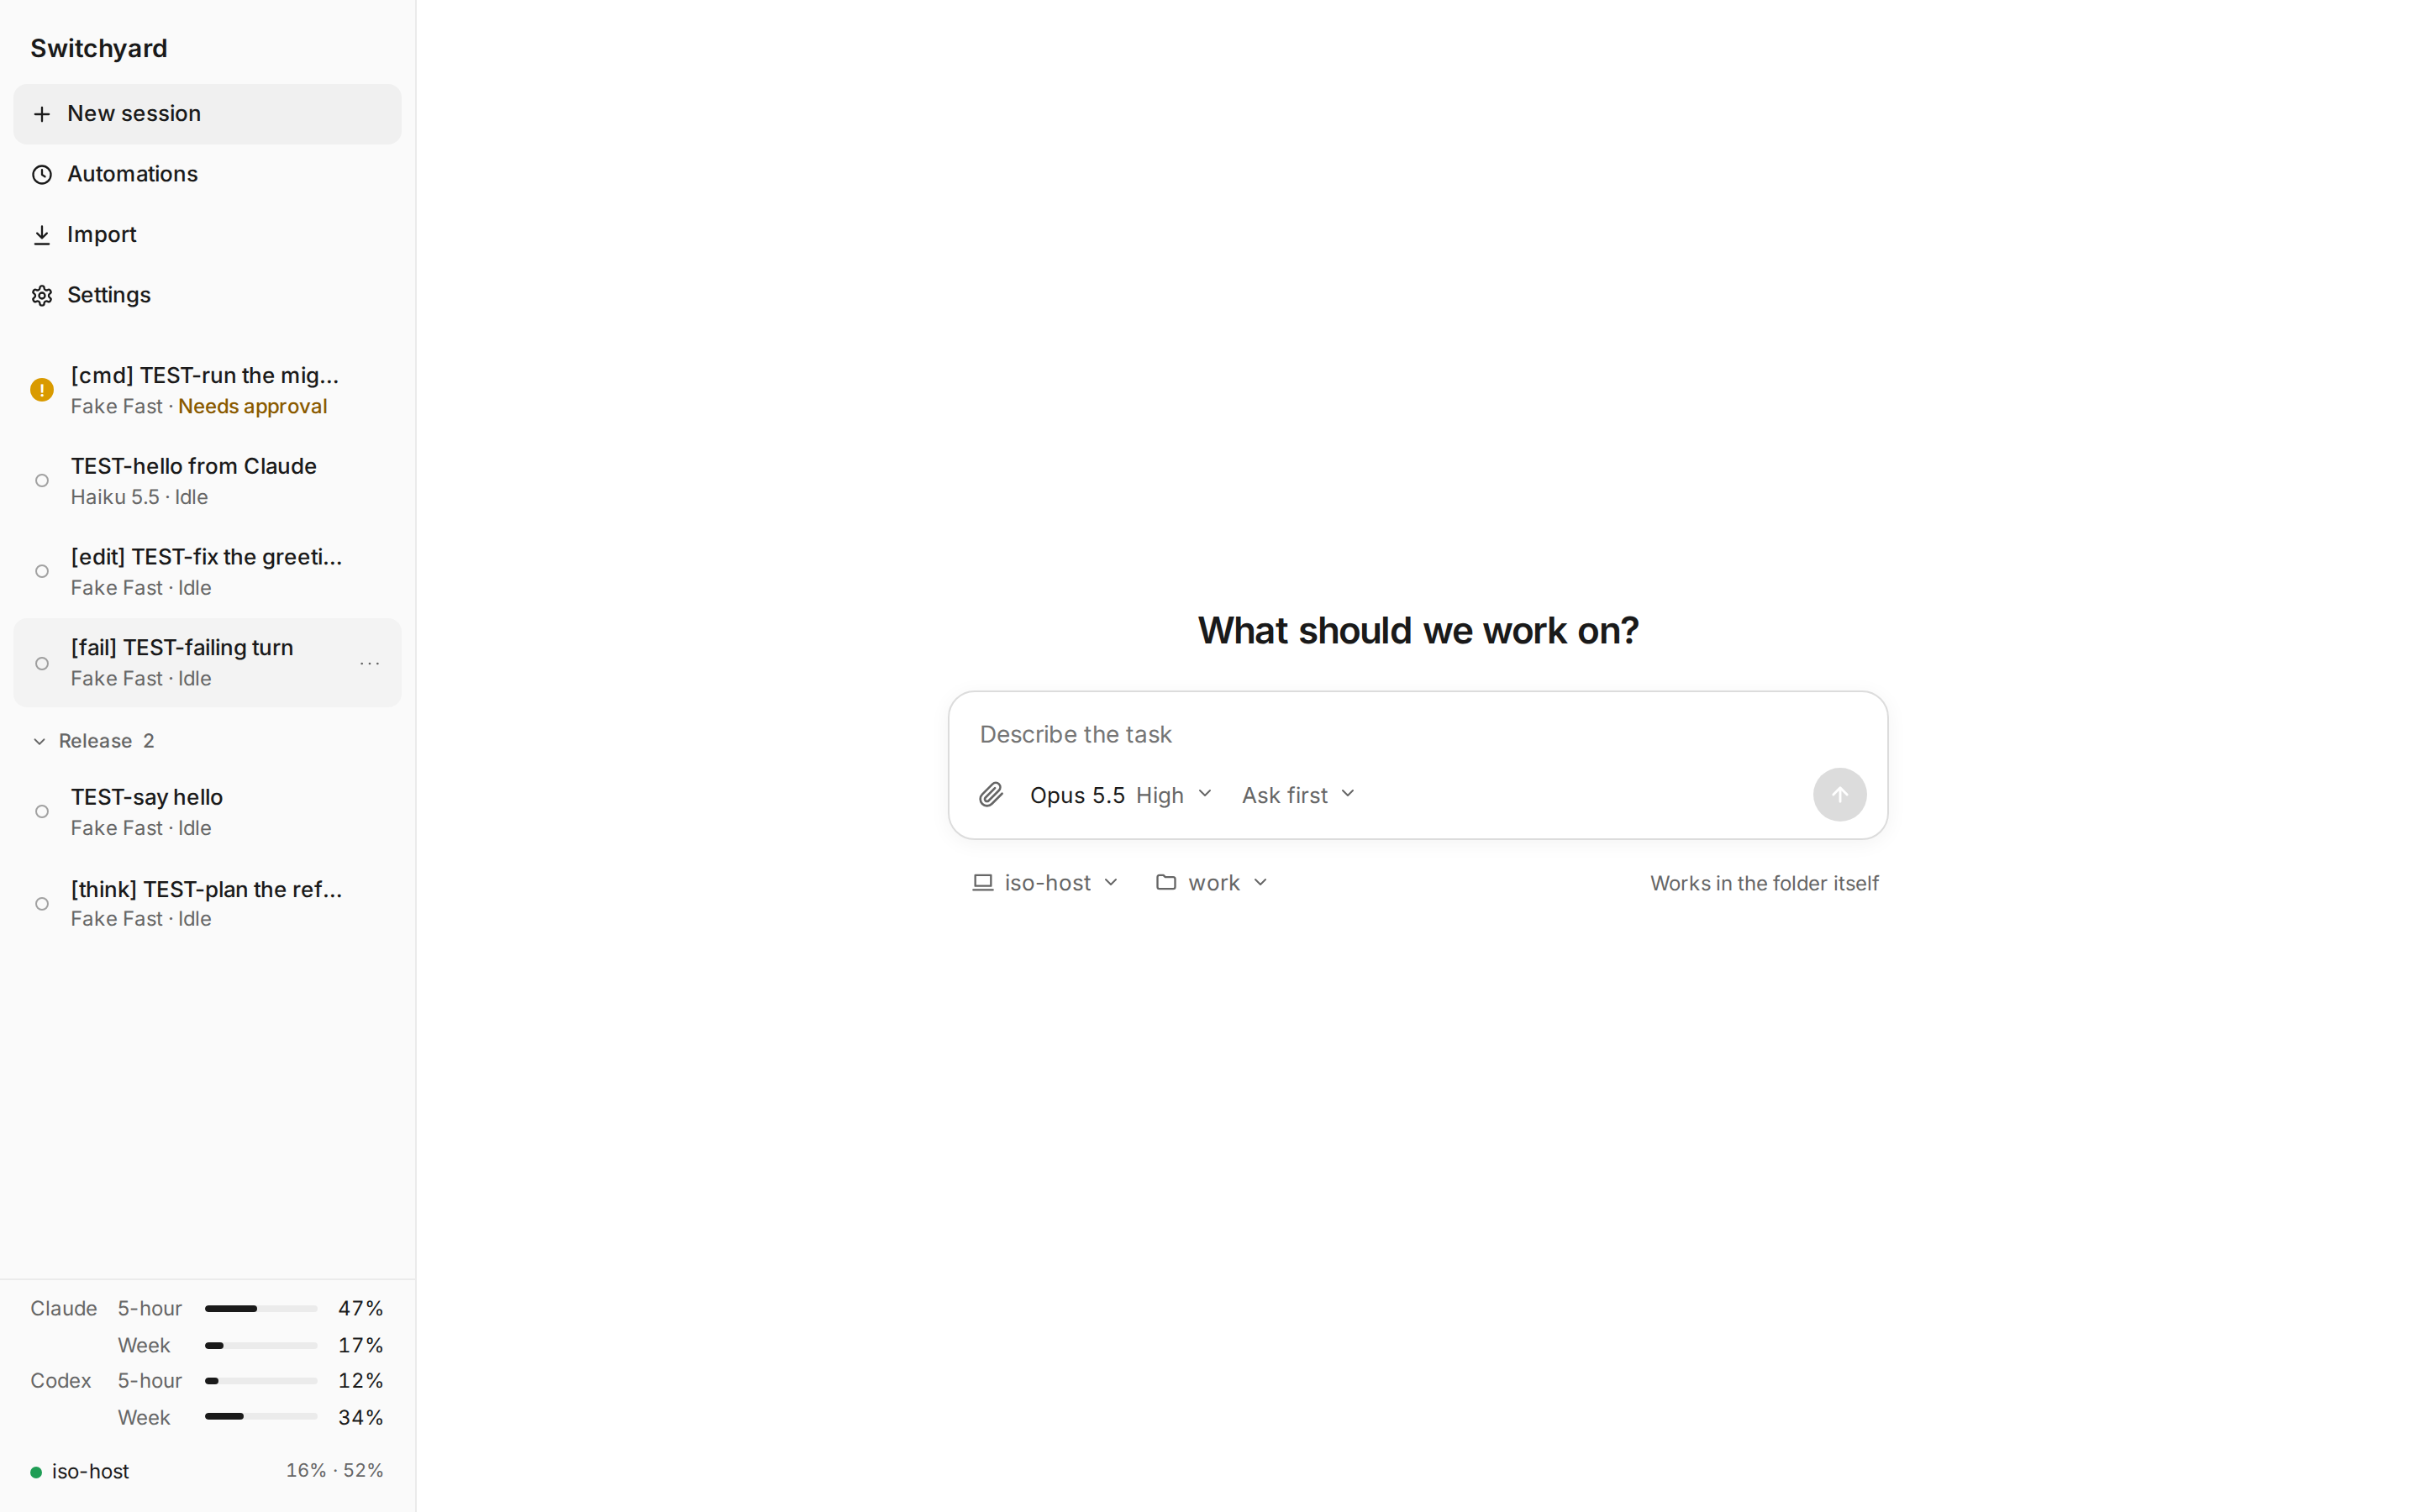 Switchyard
New session
Automations
Import
Settings
[cmd] TEST-run the mig...
Fake Fast · Needs approval
TEST-hello from Claude
Haiku 5.5 · Idle
[edit] TEST-fix the greeti...
Fake Fast · Idle
[fail] TEST-failing turn
Fake Fast · Idle
Release 2
TEST-say hello
Fake Fast · Idle
[think] TEST-plan the ref...
Fake Fast · Idle
Claude 5-hour 47%
Week 17%
Codex 5-hour 12%
Week 34%
iso-host 16% · 52%
What should we work on?
Describe the task
Opus 5.5 High Ask first
iso-host work Works in the folder itself